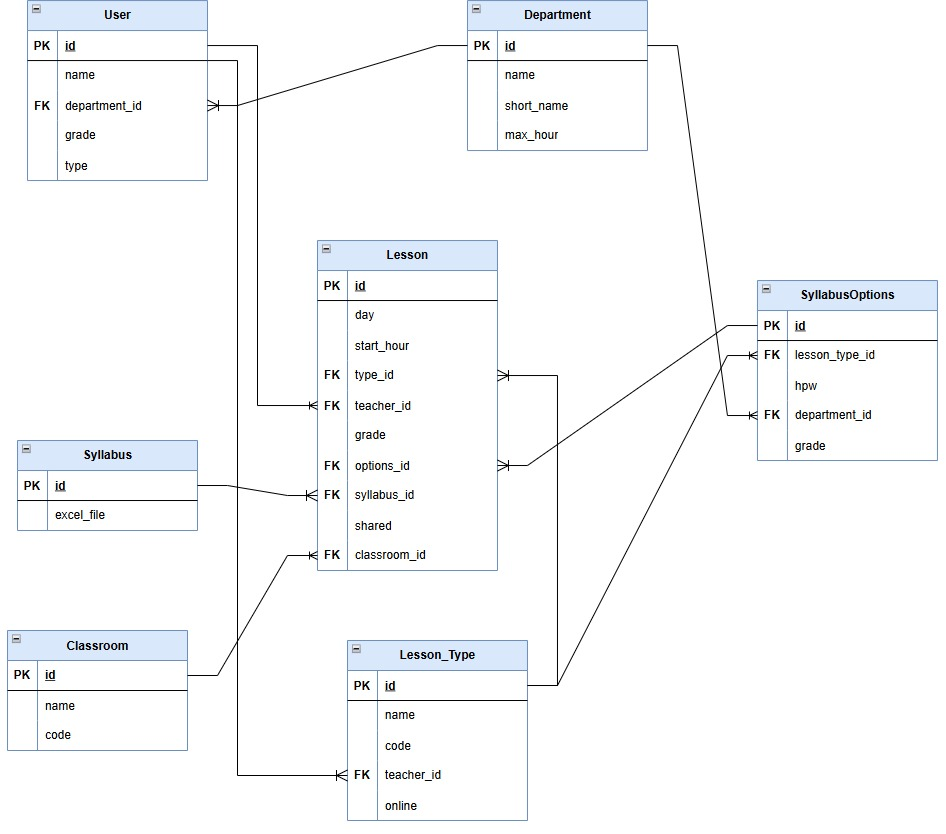 User
PK id
name
FK department_id
grade
type
Department
PK id
name
short_name
max_hour
Lesson
PK id
day
start_hour
FK type_id
FK teacher_id
grade
FK options_id
FK syllabus_id
shared
FK classroom_id
SyllabusOptions
PK id
FK lesson_type_id
hpw
FK department_id
grade
Syllabus
PK id
excel_file
Classroom
PK id
name
code
Lesson_Type
PK id
name
code
FK teacher_id
online